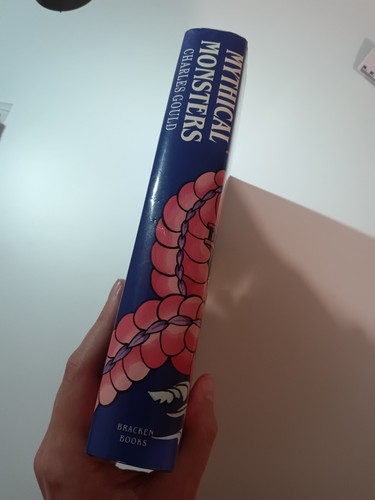 MYTHICAL
MONSTERS
CHARLES GOULD
BRACKEN
BOOKS